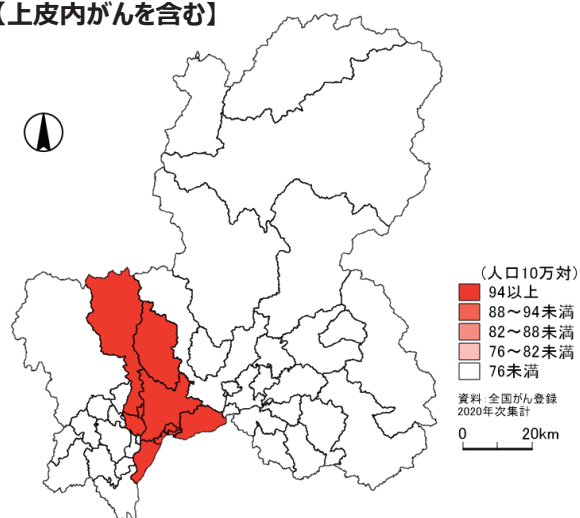 【上皮内がんを含む】
(人口10万対)
94以上
88～94未満
82～88未満
76～82未満
76未満
資料:全国がん登録
2020年次集計
0 20km